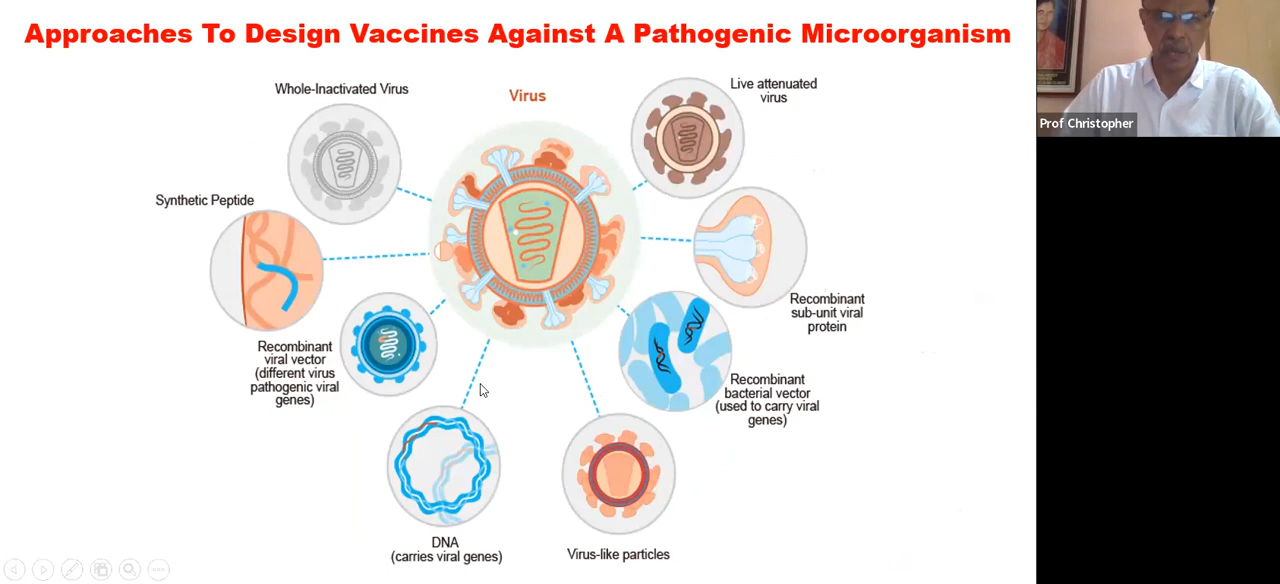 Approaches To Design Vaccines Against A Pathogenic Microorganism
Whole-Inactivated Virus
Virus
Live attenuated
virus
Synthetic Peptide
Recombinant
sub-unit viral
protein
Recombinant
viral vector
(different virus
pathogenic viral
genes)
Recombinant
bacterial vector
(used to carry viral
genes)
DNA
(carries viral genes)
Virus-like particles
Prof Christopher